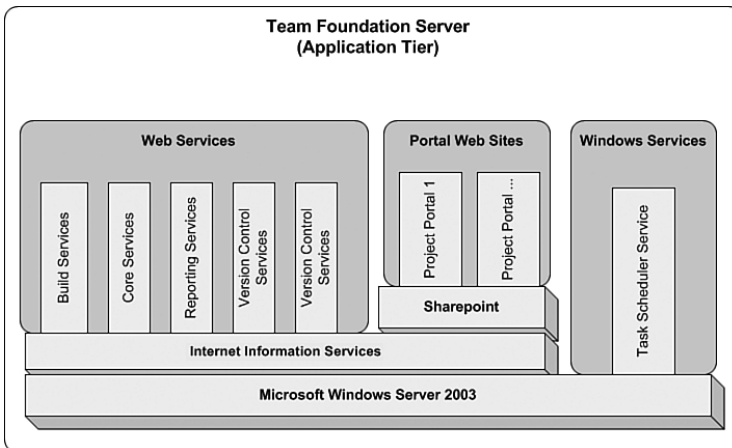 Team Foundation Server
(Application Tier)
Web Services
Portal Web Sites
Windows Services
Build Services
Core Services
Reporting Services
Version Control
Services
Version Control
Services
Project Portal 1
Project Portal ...
Task Scheduler Service
Sharepoint
Internet Information Services
Microsoft Windows Server 2003